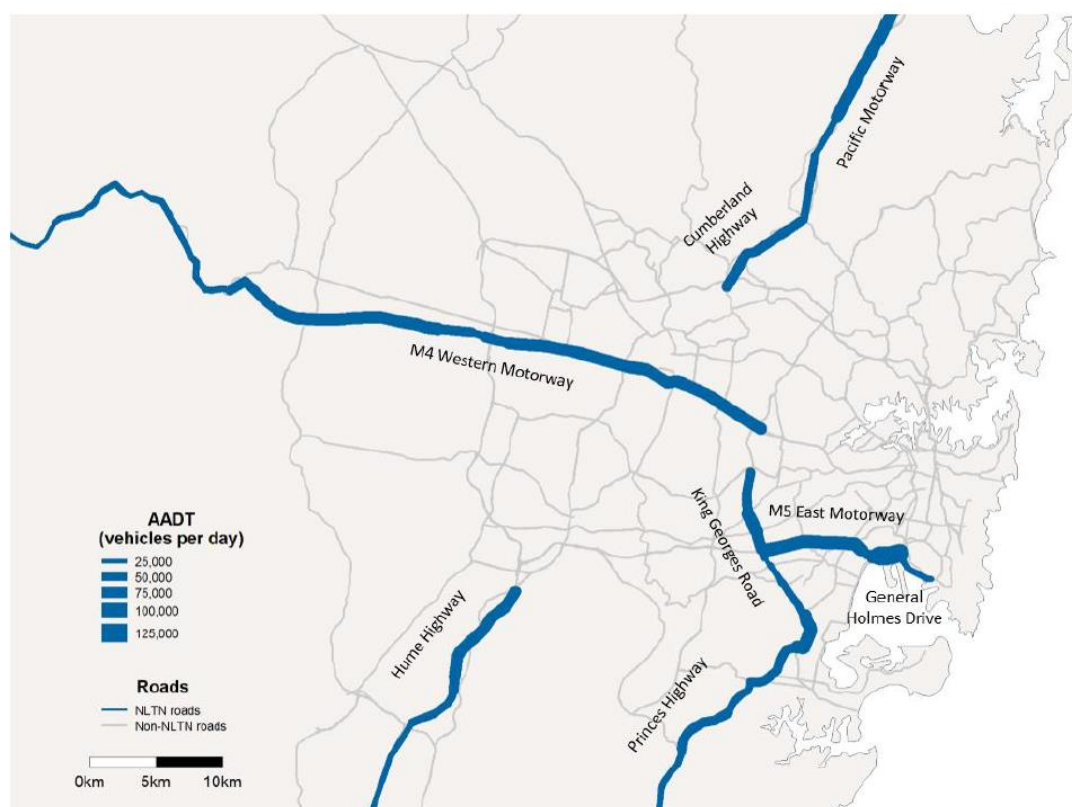 Pacific Motorway
Cumberland
Highway
M4 Western Motorway
King Georges Road
M5 East Motorway
General
Holmes Drive
Hume Highway
Princes Highway
AADT
(vehicles per day)
25,000
50,000
75,000
100,000
125,000
Roads
NLTN roads
Non-NLTN roads
0km 5km 10km